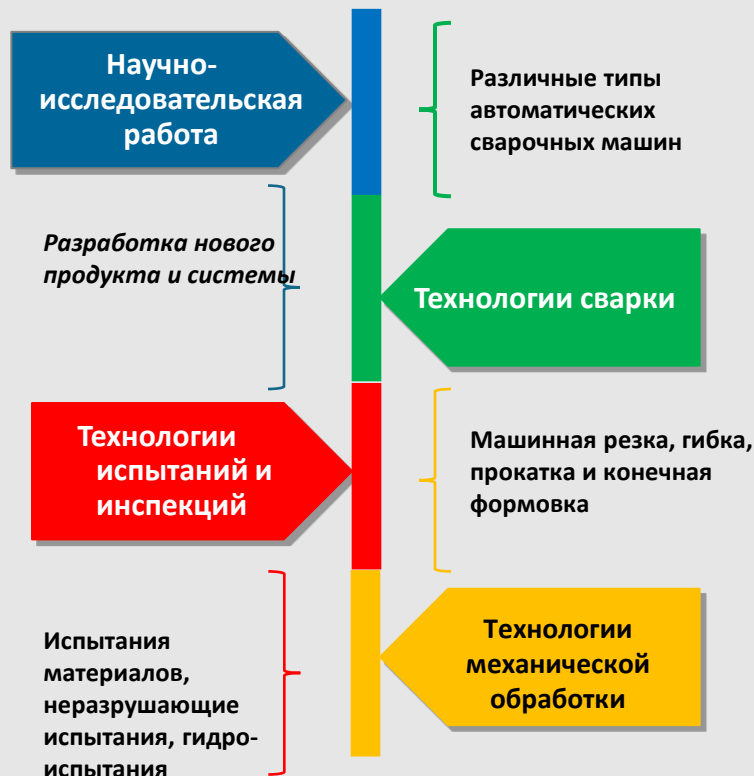 Научно-
исследовательская
работа
Различные типы
автоматических
сварочных машин
Разработка нового
продукта и системы
Технологии сварки
Технологии
испытаний и
инспекций
Машинная резка, гибка,
прокатка и конечная
формовка
Испытания
материалов,
неразрушающие
испытания, гидро-
испытания
Технологии
механической
обработки